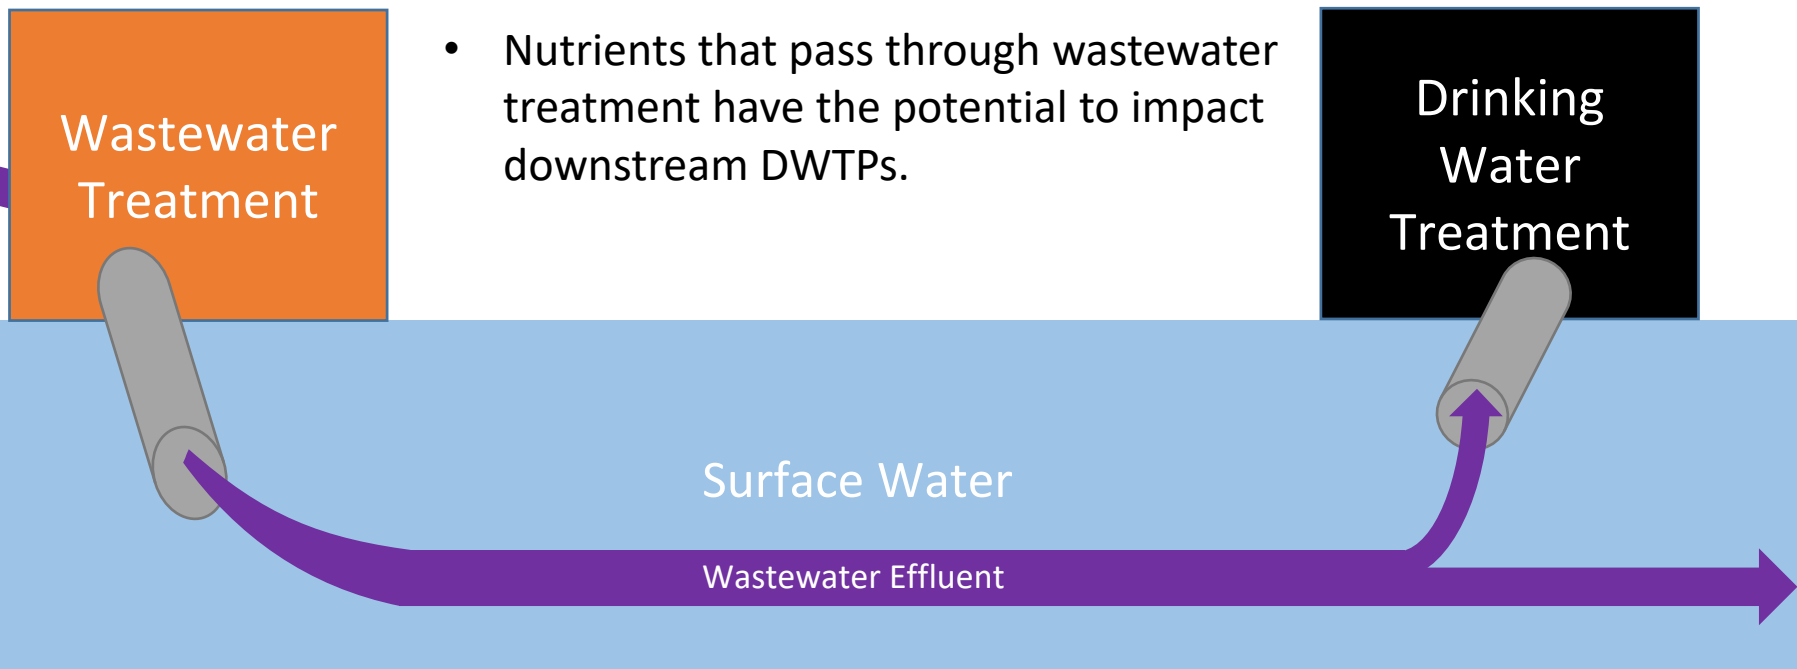 Wastewater
Treatment
• Nutrients that pass through wastewater
treatment have the potential to impact
downstream DWTPs.
Drinking
Water
Treatment
Surface Water
Wastewater Effluent